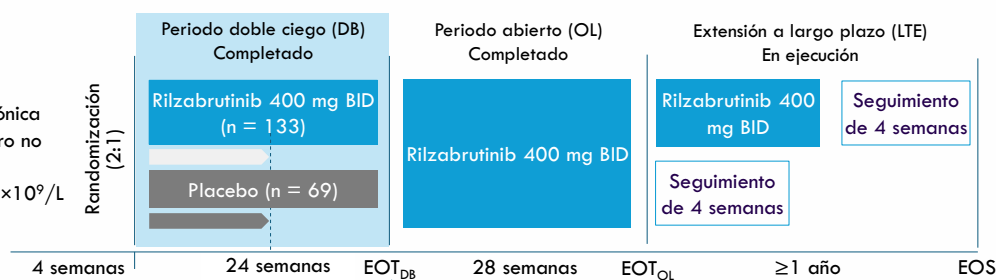 Periodo doble ciego (DB)
Completado
Periodo abierto (OL)
Completado
Extensión a largo plazo (LTE)
En ejecución
ónica
ro no
×10⁹/L
Randomización
(2:1)
Rilzabrutinib 400 mg BID
(n = 133)
Placebo (n = 69)
Rilzabrutinib 400 mg BID
Rilzabrutinib 400
mg BID
Seguimiento
de 4 semanas
Seguimiento
de 4 semanas
4 semanas
24 semanas
EOT_DB
28 semanas
EOT_OL
≥1 año
EOS